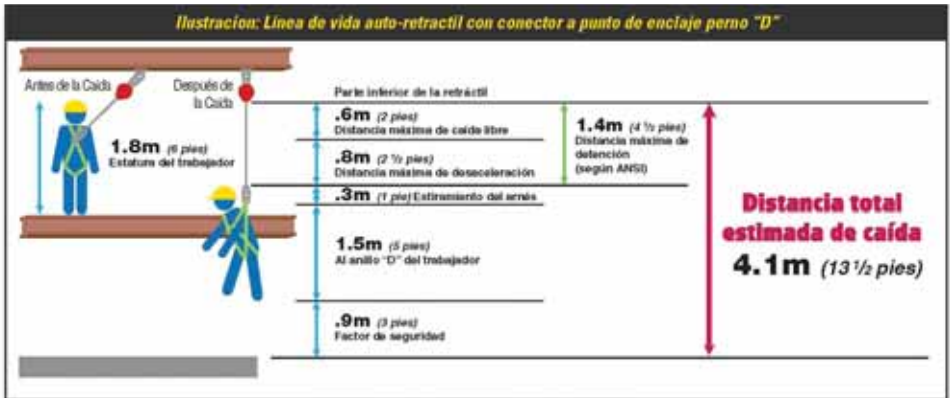 Ilustracion: Línea de vida auto-retractil con conector a punto de enclaje perno "D"
Antes de la Caída
Después de
la Caída
1.8m (6 pies)
Estatura del trabajador
Parte inferior de la retráctil
.6m (2 pies)
Distancia máxima de caída libre
.8m (2 ½ pies)
Distancia máxima de desaceleración
.3m (1 pie) Estiramiento del arnés
1.5m (5 pies)
Al anillo "D" del trabajador
.9m (3 pies)
Factor de seguridad
1.4m (4 ½ pies)
Distancia máxima de
detención
(según ANSI)
Distancia total
estimada de caída
4.1m (13 ½ pies)